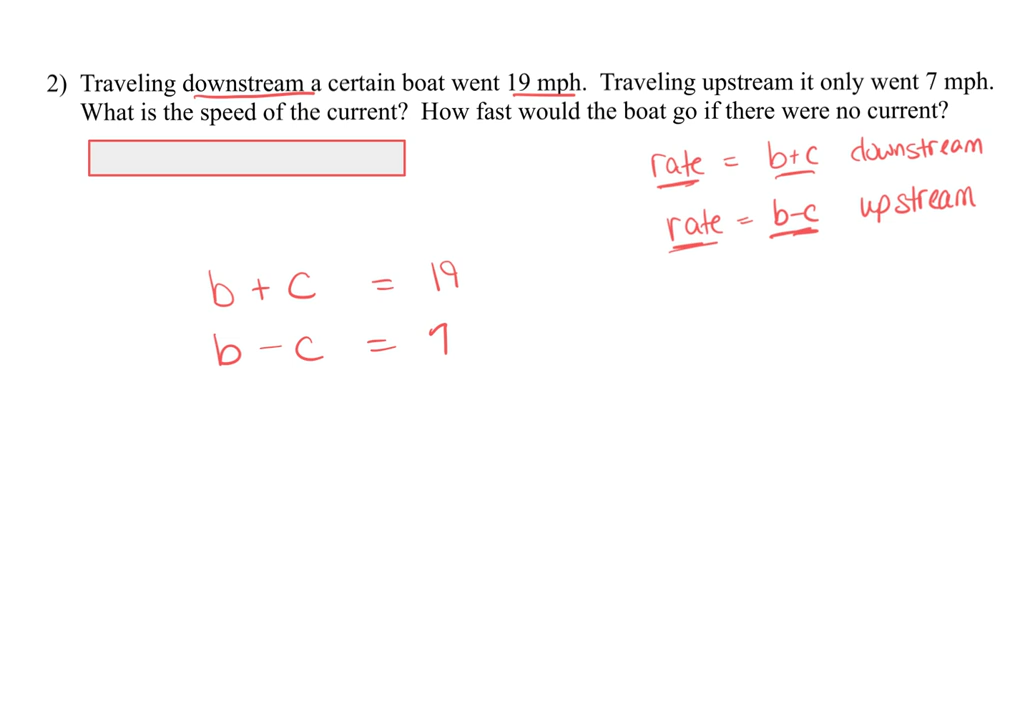 2) Traveling downstream a certain boat went 19 mph. Traveling upstream it only went 7 mph.
What is the speed of the current? How fast would the boat go if there were no current?
rate = b+c downstream
rate = b-c upstream
b + c = 19
b - c = 7